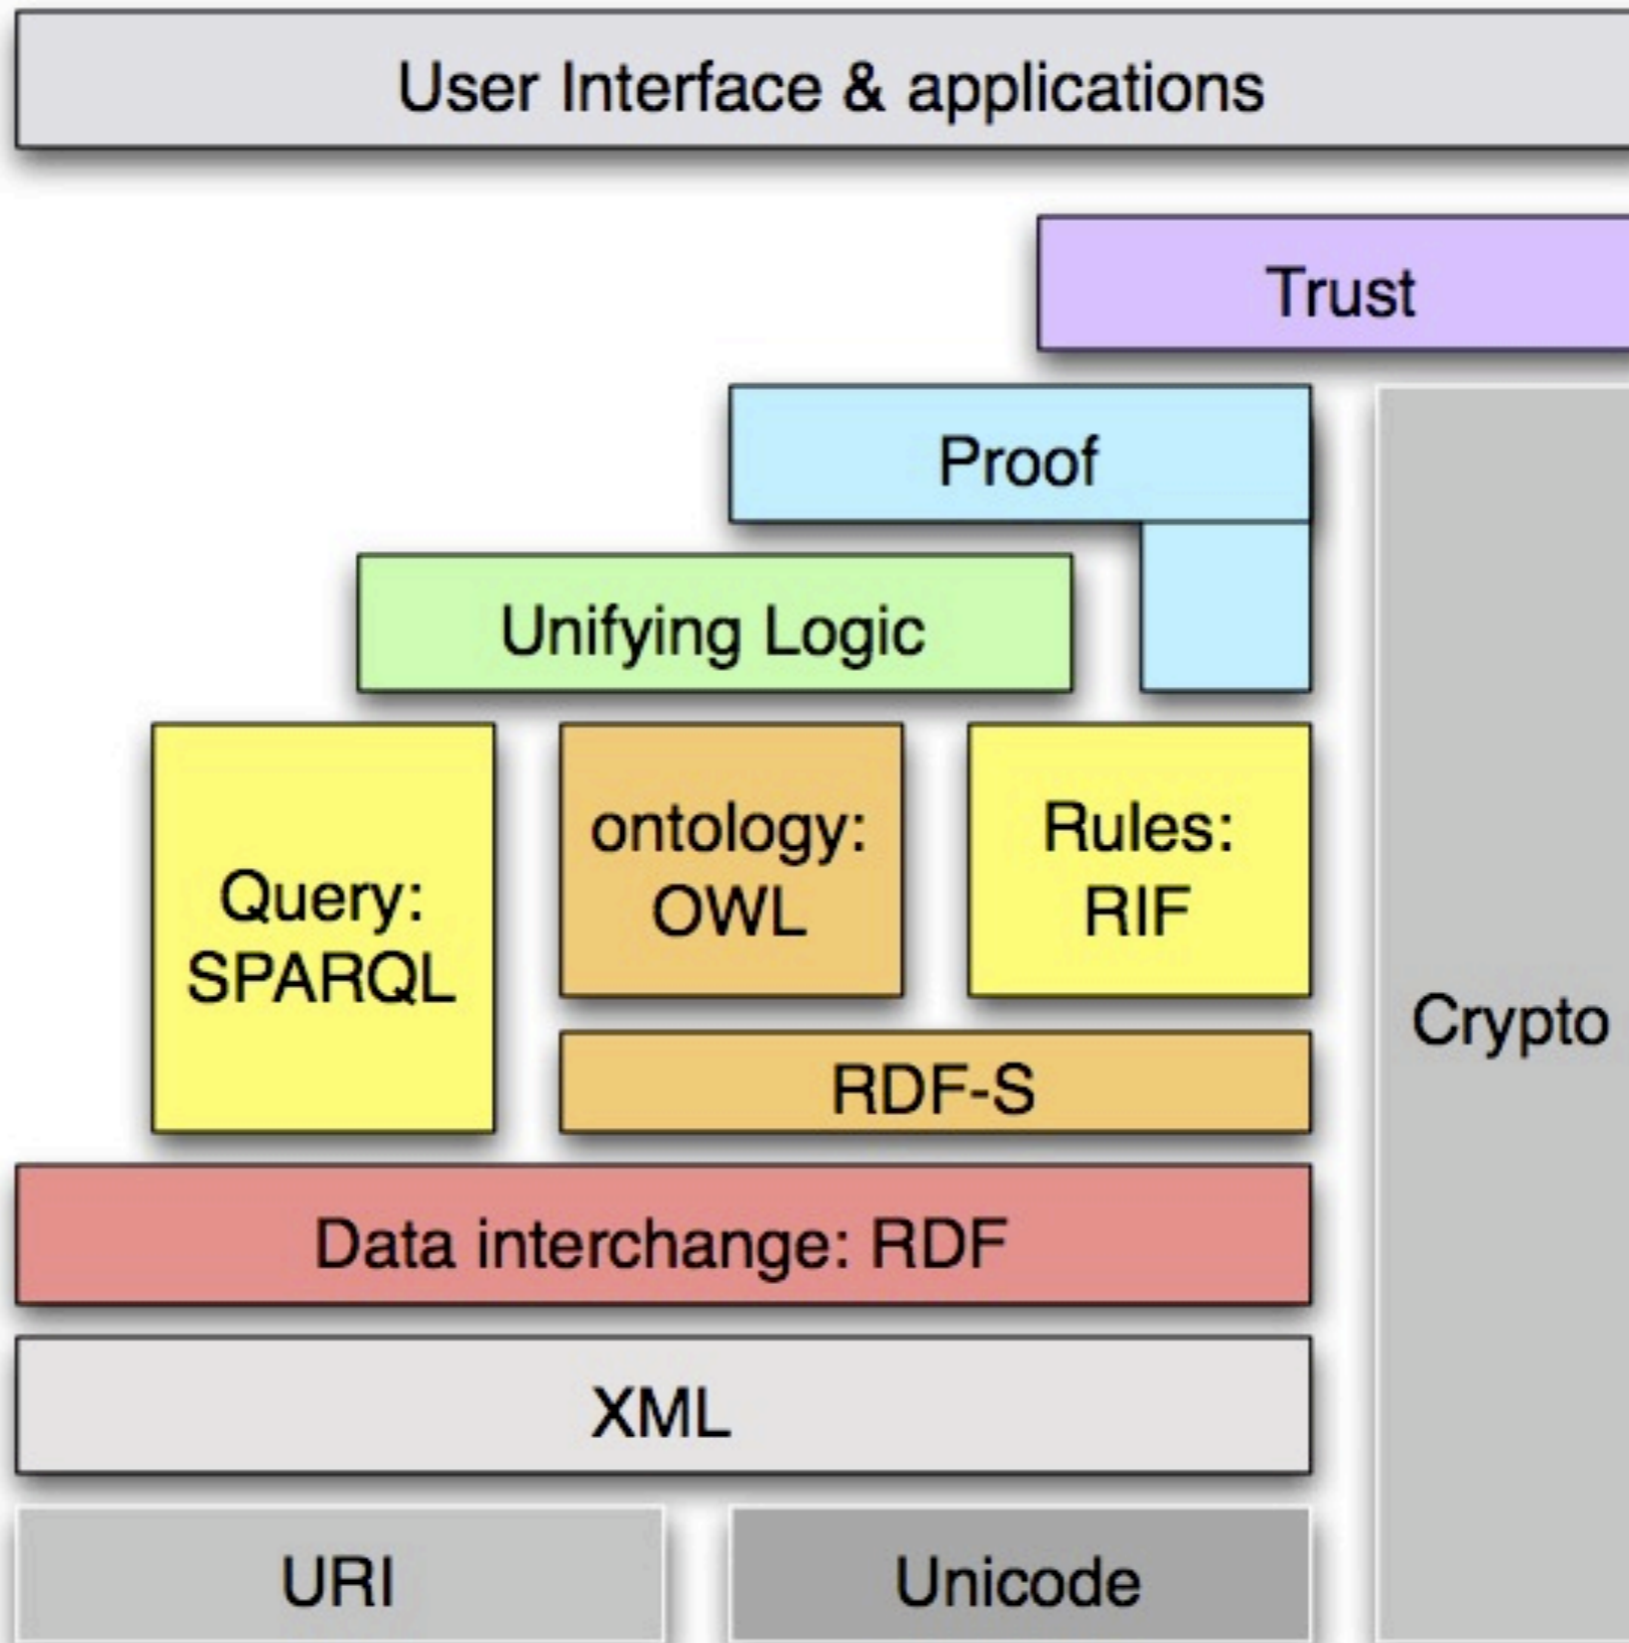 User Interface & applications
Trust
Proof
Unifying Logic
Query:
SPARQL
ontology:
OWL
Rules:
RIF
RDF-S
Crypto
Data interchange: RDF
XML
URI
Unicode